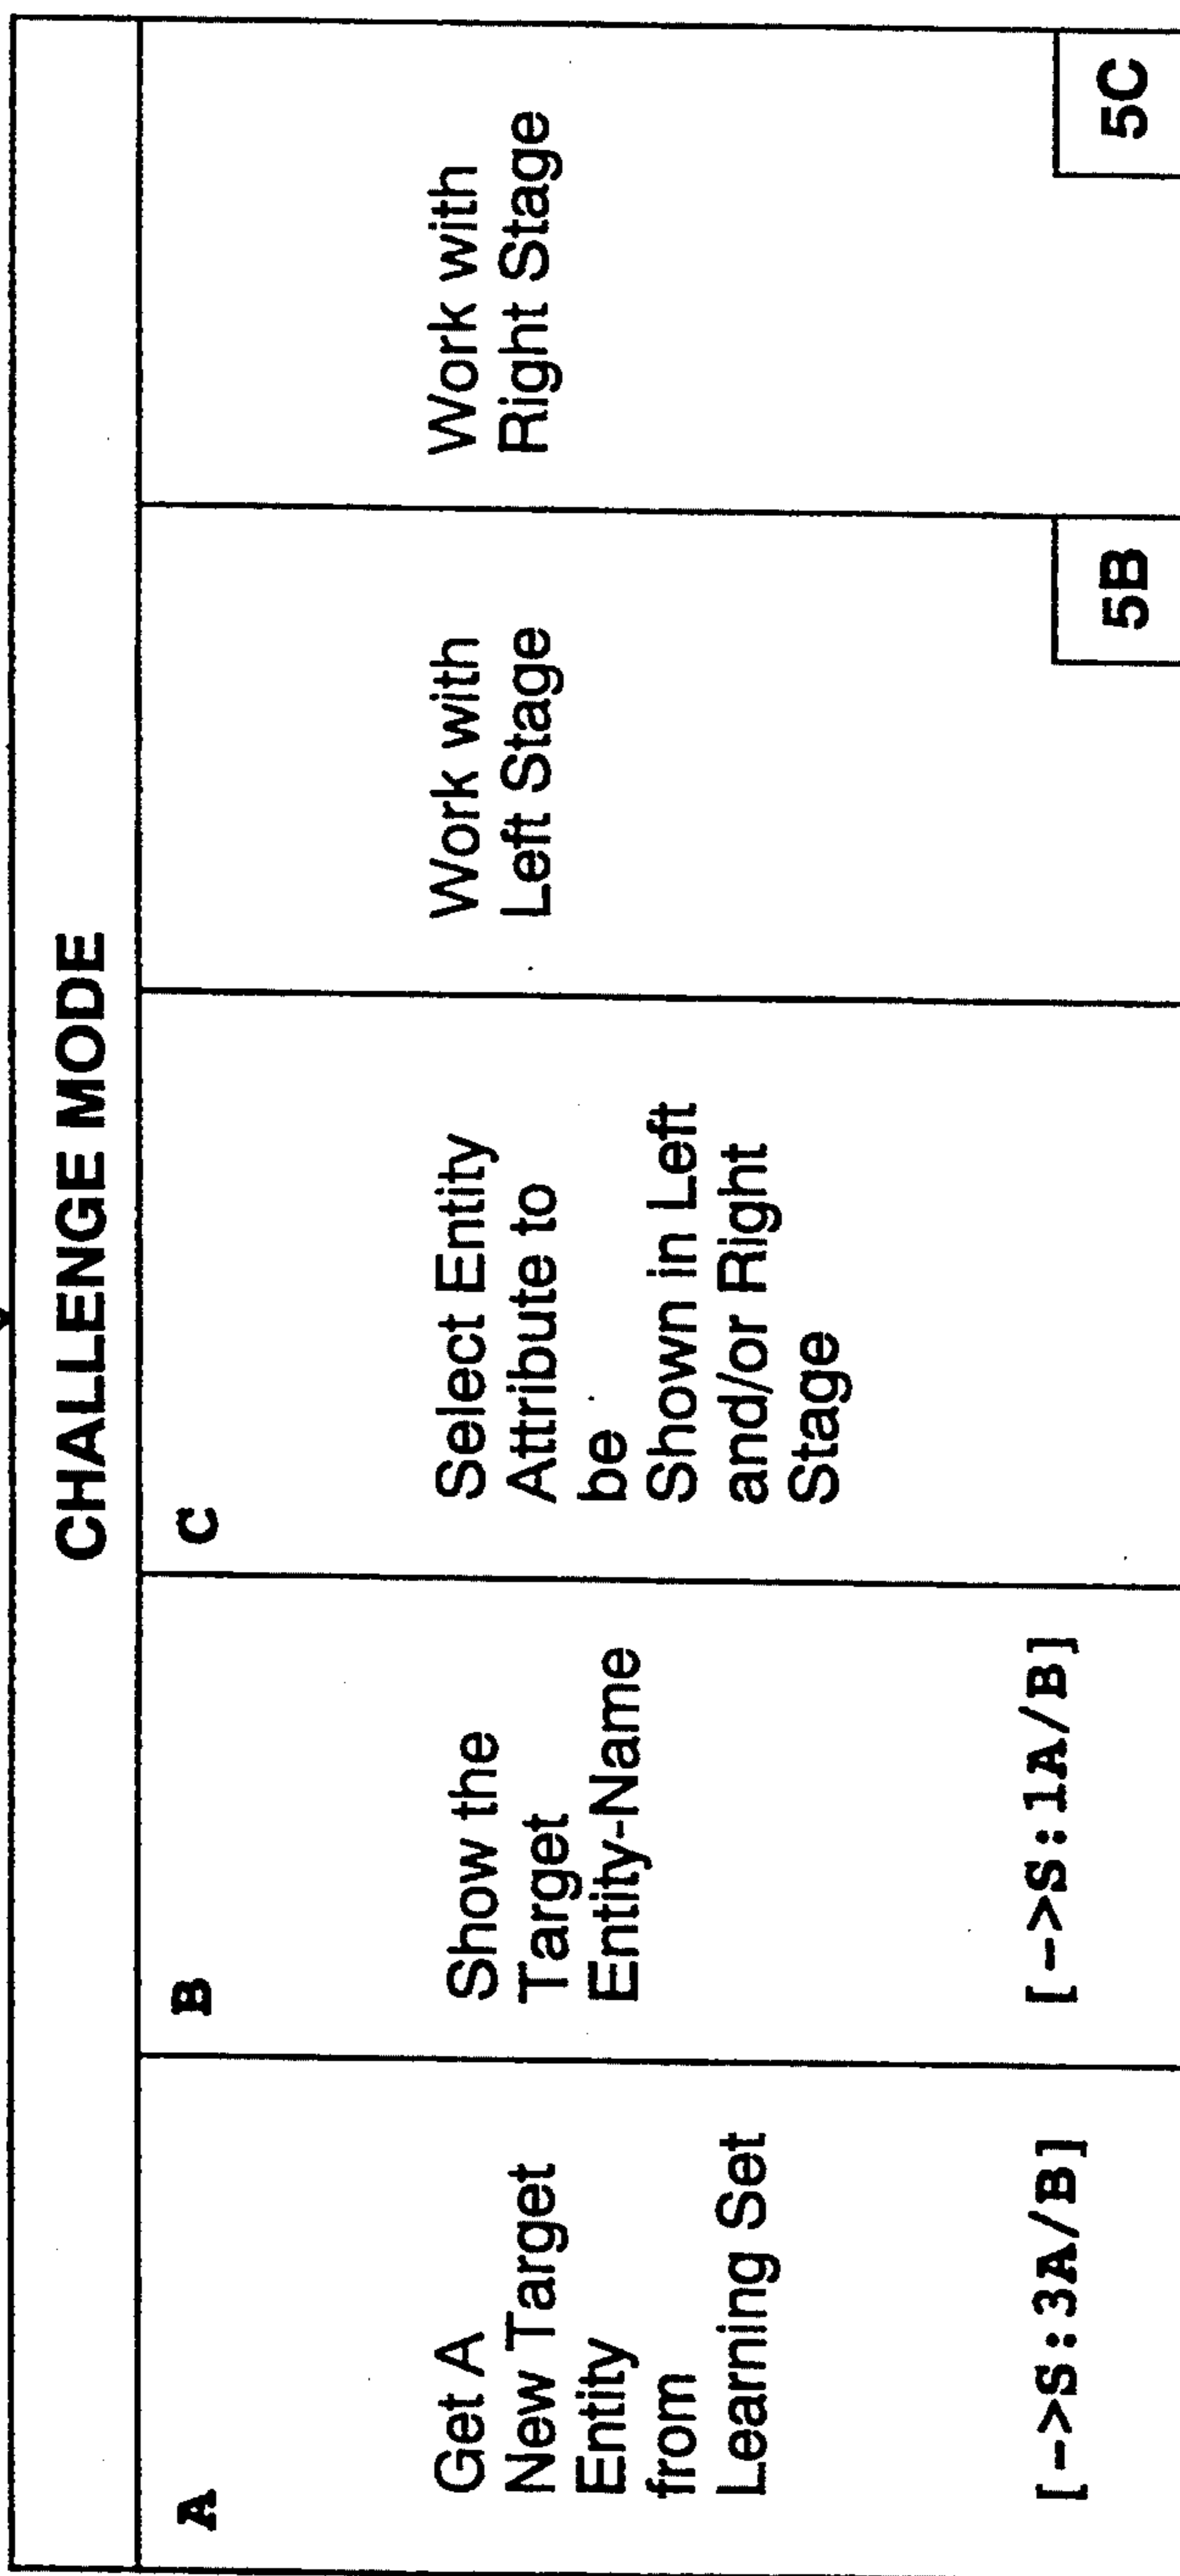 CHALLENGE MODE
A
Get A
New Target
Entity
from
Learning Set
[->S:3A/B]
B
Show the
Target
Entity-Name
[->S:1A/B]
C
Select Entity
Attribute to
be
Shown in Left
and/or Right
Stage
Work with
Left Stage
5B
Work with
Right Stage
5C